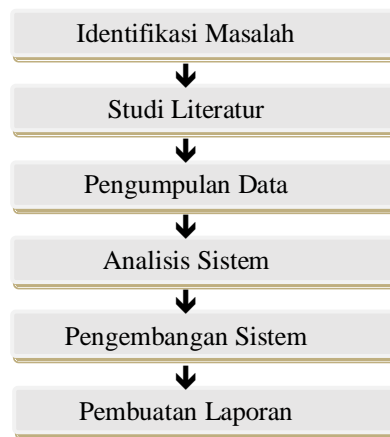 Identifikasi Masalah
Studi Literatur
Pengumpulan Data
Analisis Sistem
Pengembangan Sistem
Pembuatan Laporan